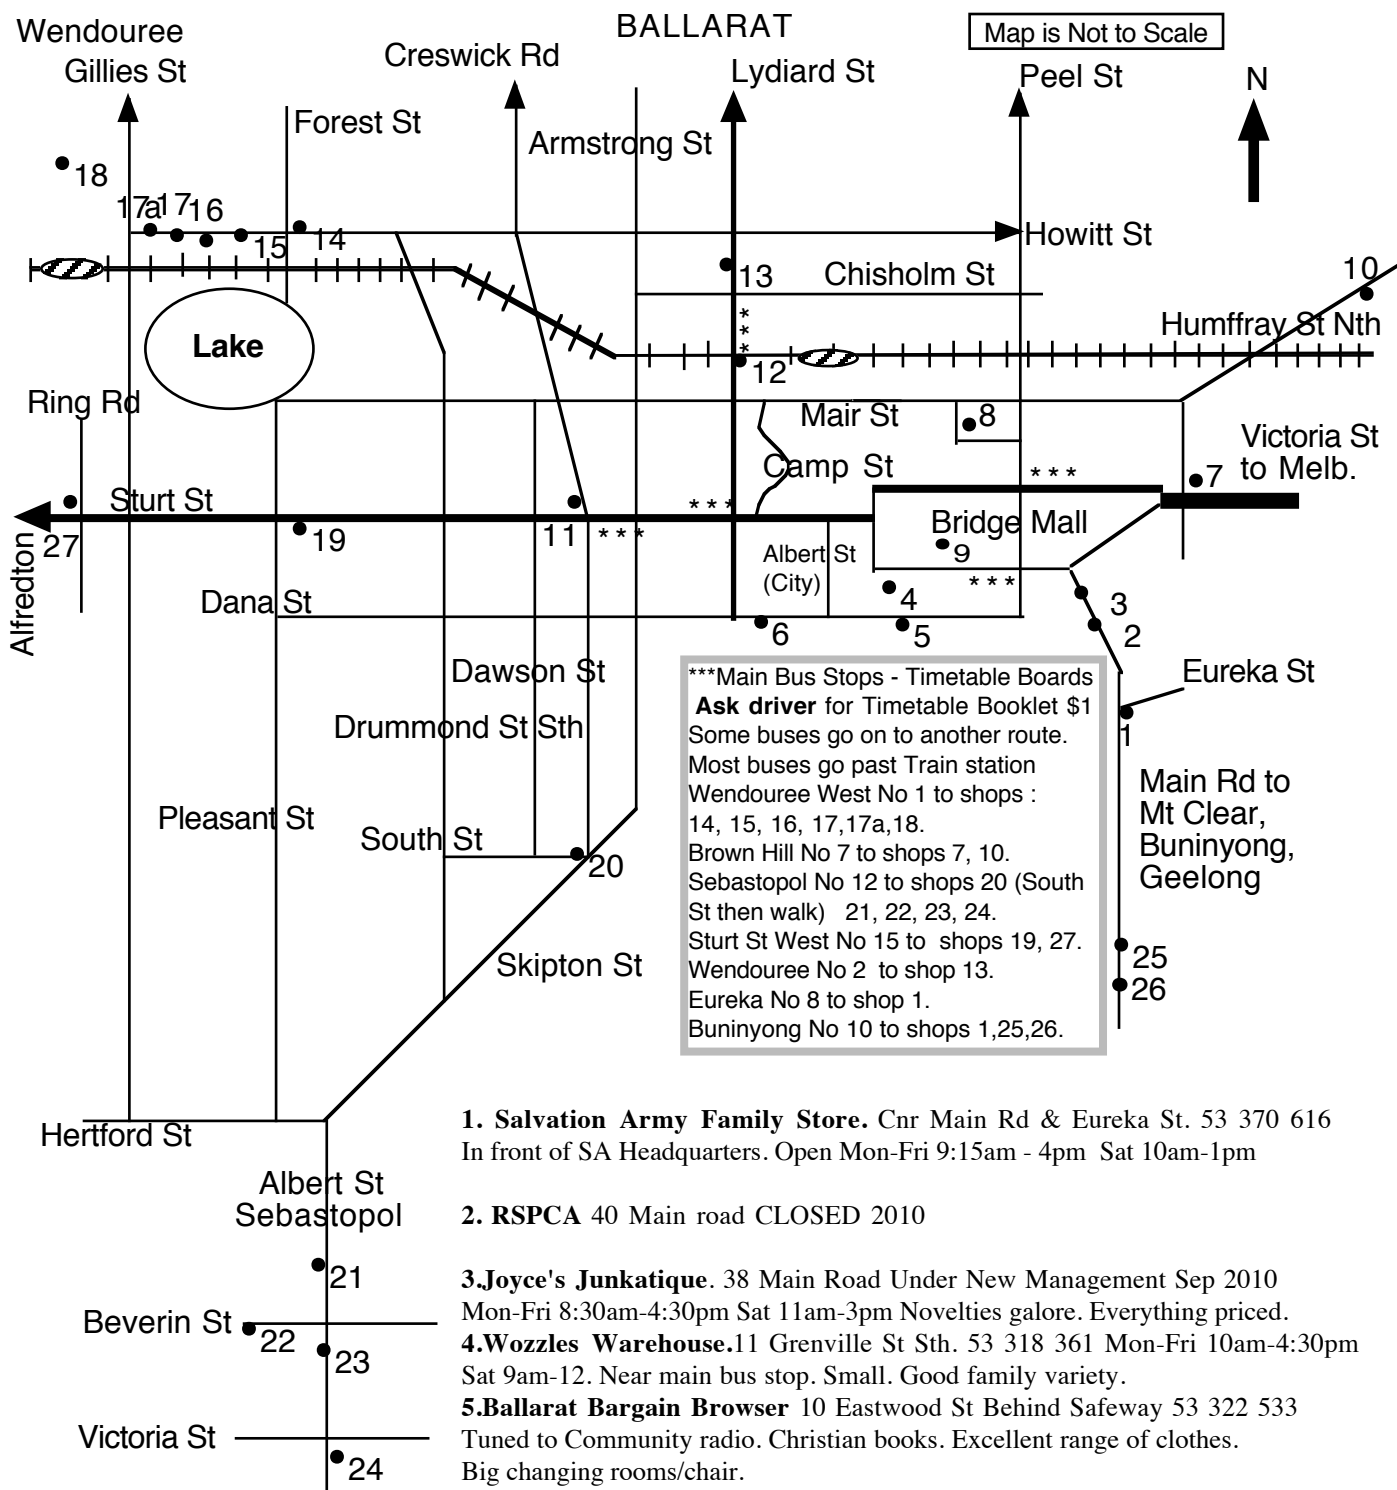 BALLARAT
Map is Not to Scale
Wendouree
Gillies St
Creswick Rd
Lydiard St
Peel St
N
Forest St
Armstrong St
18
17a
17
16
15
14
Howitt St
13
Chisholm St
10
Humffray St Nth
Lake
12
Ring Rd
Mair St
8
Victoria St
to Melb.
Camp St
7
***
Sturt St
***
***
***
Bridge Mall
27
19
11
***
9
Albert St
(City)
Alfredton
Dana St
4
3
6
5
2
Dawson St
Eureka St
Drummond St Sth
1
Pleasant St
South St
20
Main Rd to
Mt Clear,
Buninyong,
Geelong
Skipton St
25
26
***Main Bus Stops - Timetable Boards
Ask driver for Timetable Booklet $1
Some buses go on to another route.
Most buses go past Train station
Wendouree West No 1 to shops :
14, 15, 16, 17,17a,18.
Brown Hill No 7 to shops 7, 10.
Sebastopol No 12 to shops 20 (South
St then walk) 21, 22, 23, 24.
Sturt St West No 15 to shops 19, 27.
Wendouree No 2 to shop 13.
Eureka No 8 to shop 1.
Buninyong No 10 to shops 1,25,26.
Hertford St
Albert St
Sebastopol
21
Beverin St
22
23
Victoria St
24
1. Salvation Army Family Store. Cnr Main Rd & Eureka St. 53 370 616
In front of SA Headquarters. Open Mon-Fri 9:15am - 4pm Sat 10am-1pm
2. RSPCA 40 Main road CLOSED 2010
3.Joyce's Junkatique. 38 Main Road Under New Management Sep 2010
Mon-Fri 8:30am-4:30pm Sat 11am-3pm Novelties galore. Everything priced.
4.Wozzles Warehouse.11 Grenville St Sth. 53 318 361 Mon-Fri 10am-4:30pm
Sat 9am-12. Near main bus stop. Small. Good family variety.
5.Ballarat Bargain Browser 10 Eastwood St Behind Safeway 53 322 533
Tuned to Community radio. Christian books. Excellent range of clothes.
Big changing rooms/chair.